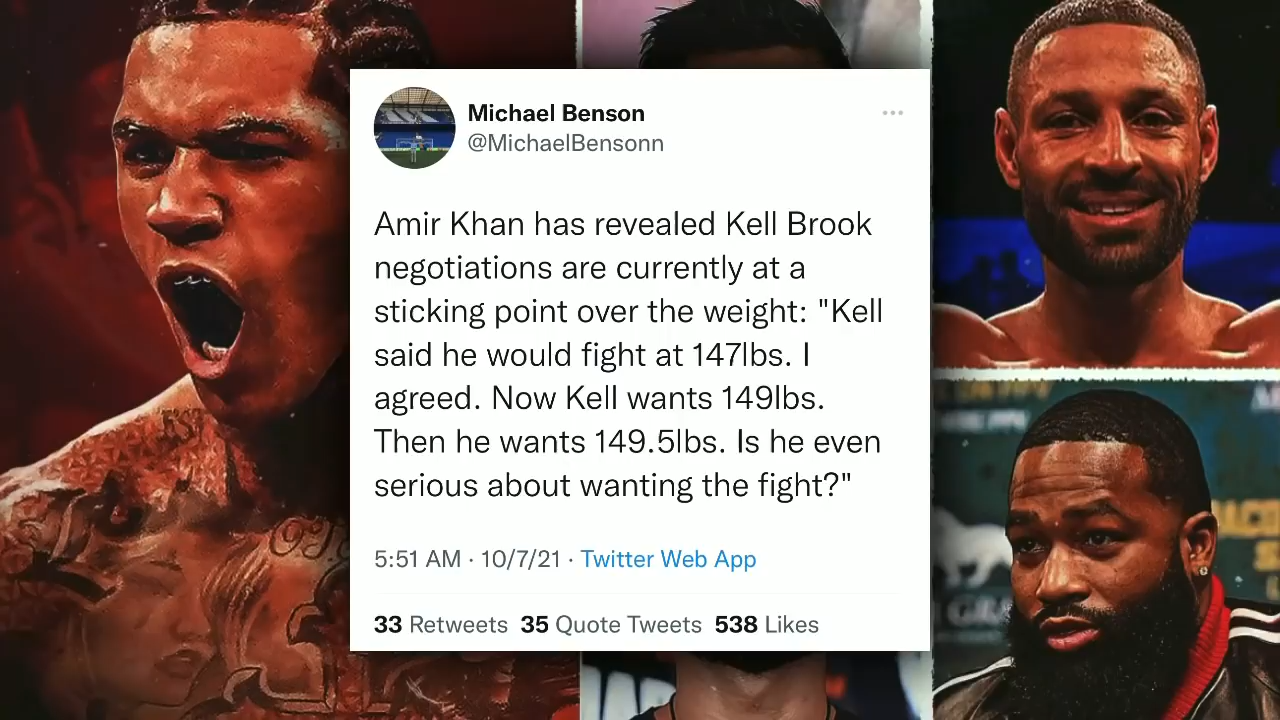 Michael Benson
@MichaelBensonn
Amir Khan has revealed Kell Brook
negotiations are currently at a
sticking point over the weight: "Kell
said he would fight at 147lbs. I
agreed. Now Kell wants 149lbs.
Then he wants 149.5lbs. Is he even
serious about wanting the fight?"
5:51 AM · 10/7/21 · Twitter Web App
33 Retweets 35 Quote Tweets 538 Likes